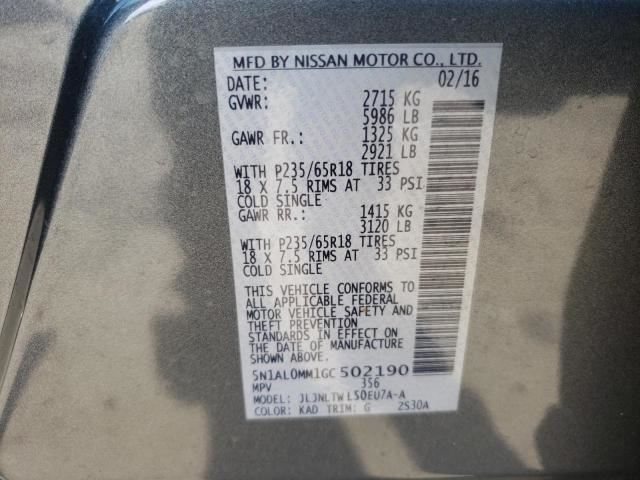 MFD BY NISSAN MOTOR CO., LTD.
DATE: 02/16
GVWR: 2715 KG
5986 LB
GAWR FR.: 1325 KG
2921 LB
WITH P235/65R18 TIRES
18 X 7.5 RIMS AT 33 PSI
COLD SINGLE
GAWR RR.: 1415 KG
3120 LB
WITH P235/65R18 TIRES
18 X 7.5 RIMS AT 33 PSI
COLD SINGLE
THIS VEHICLE CONFORMS TO
ALL APPLICABLE FEDERAL
MOTOR VEHICLE SAFETY AND
THEFT PREVENTION
STANDARDS IN EFFECT ON
THE DATE OF MANUFACTURE
SHOWN ABOVE.
5N1AL0MM1GC502190
MPV 356
MODEL: JLJNLTWL50EU7A-A
COLOR: KAD TRIM: G 2S30A